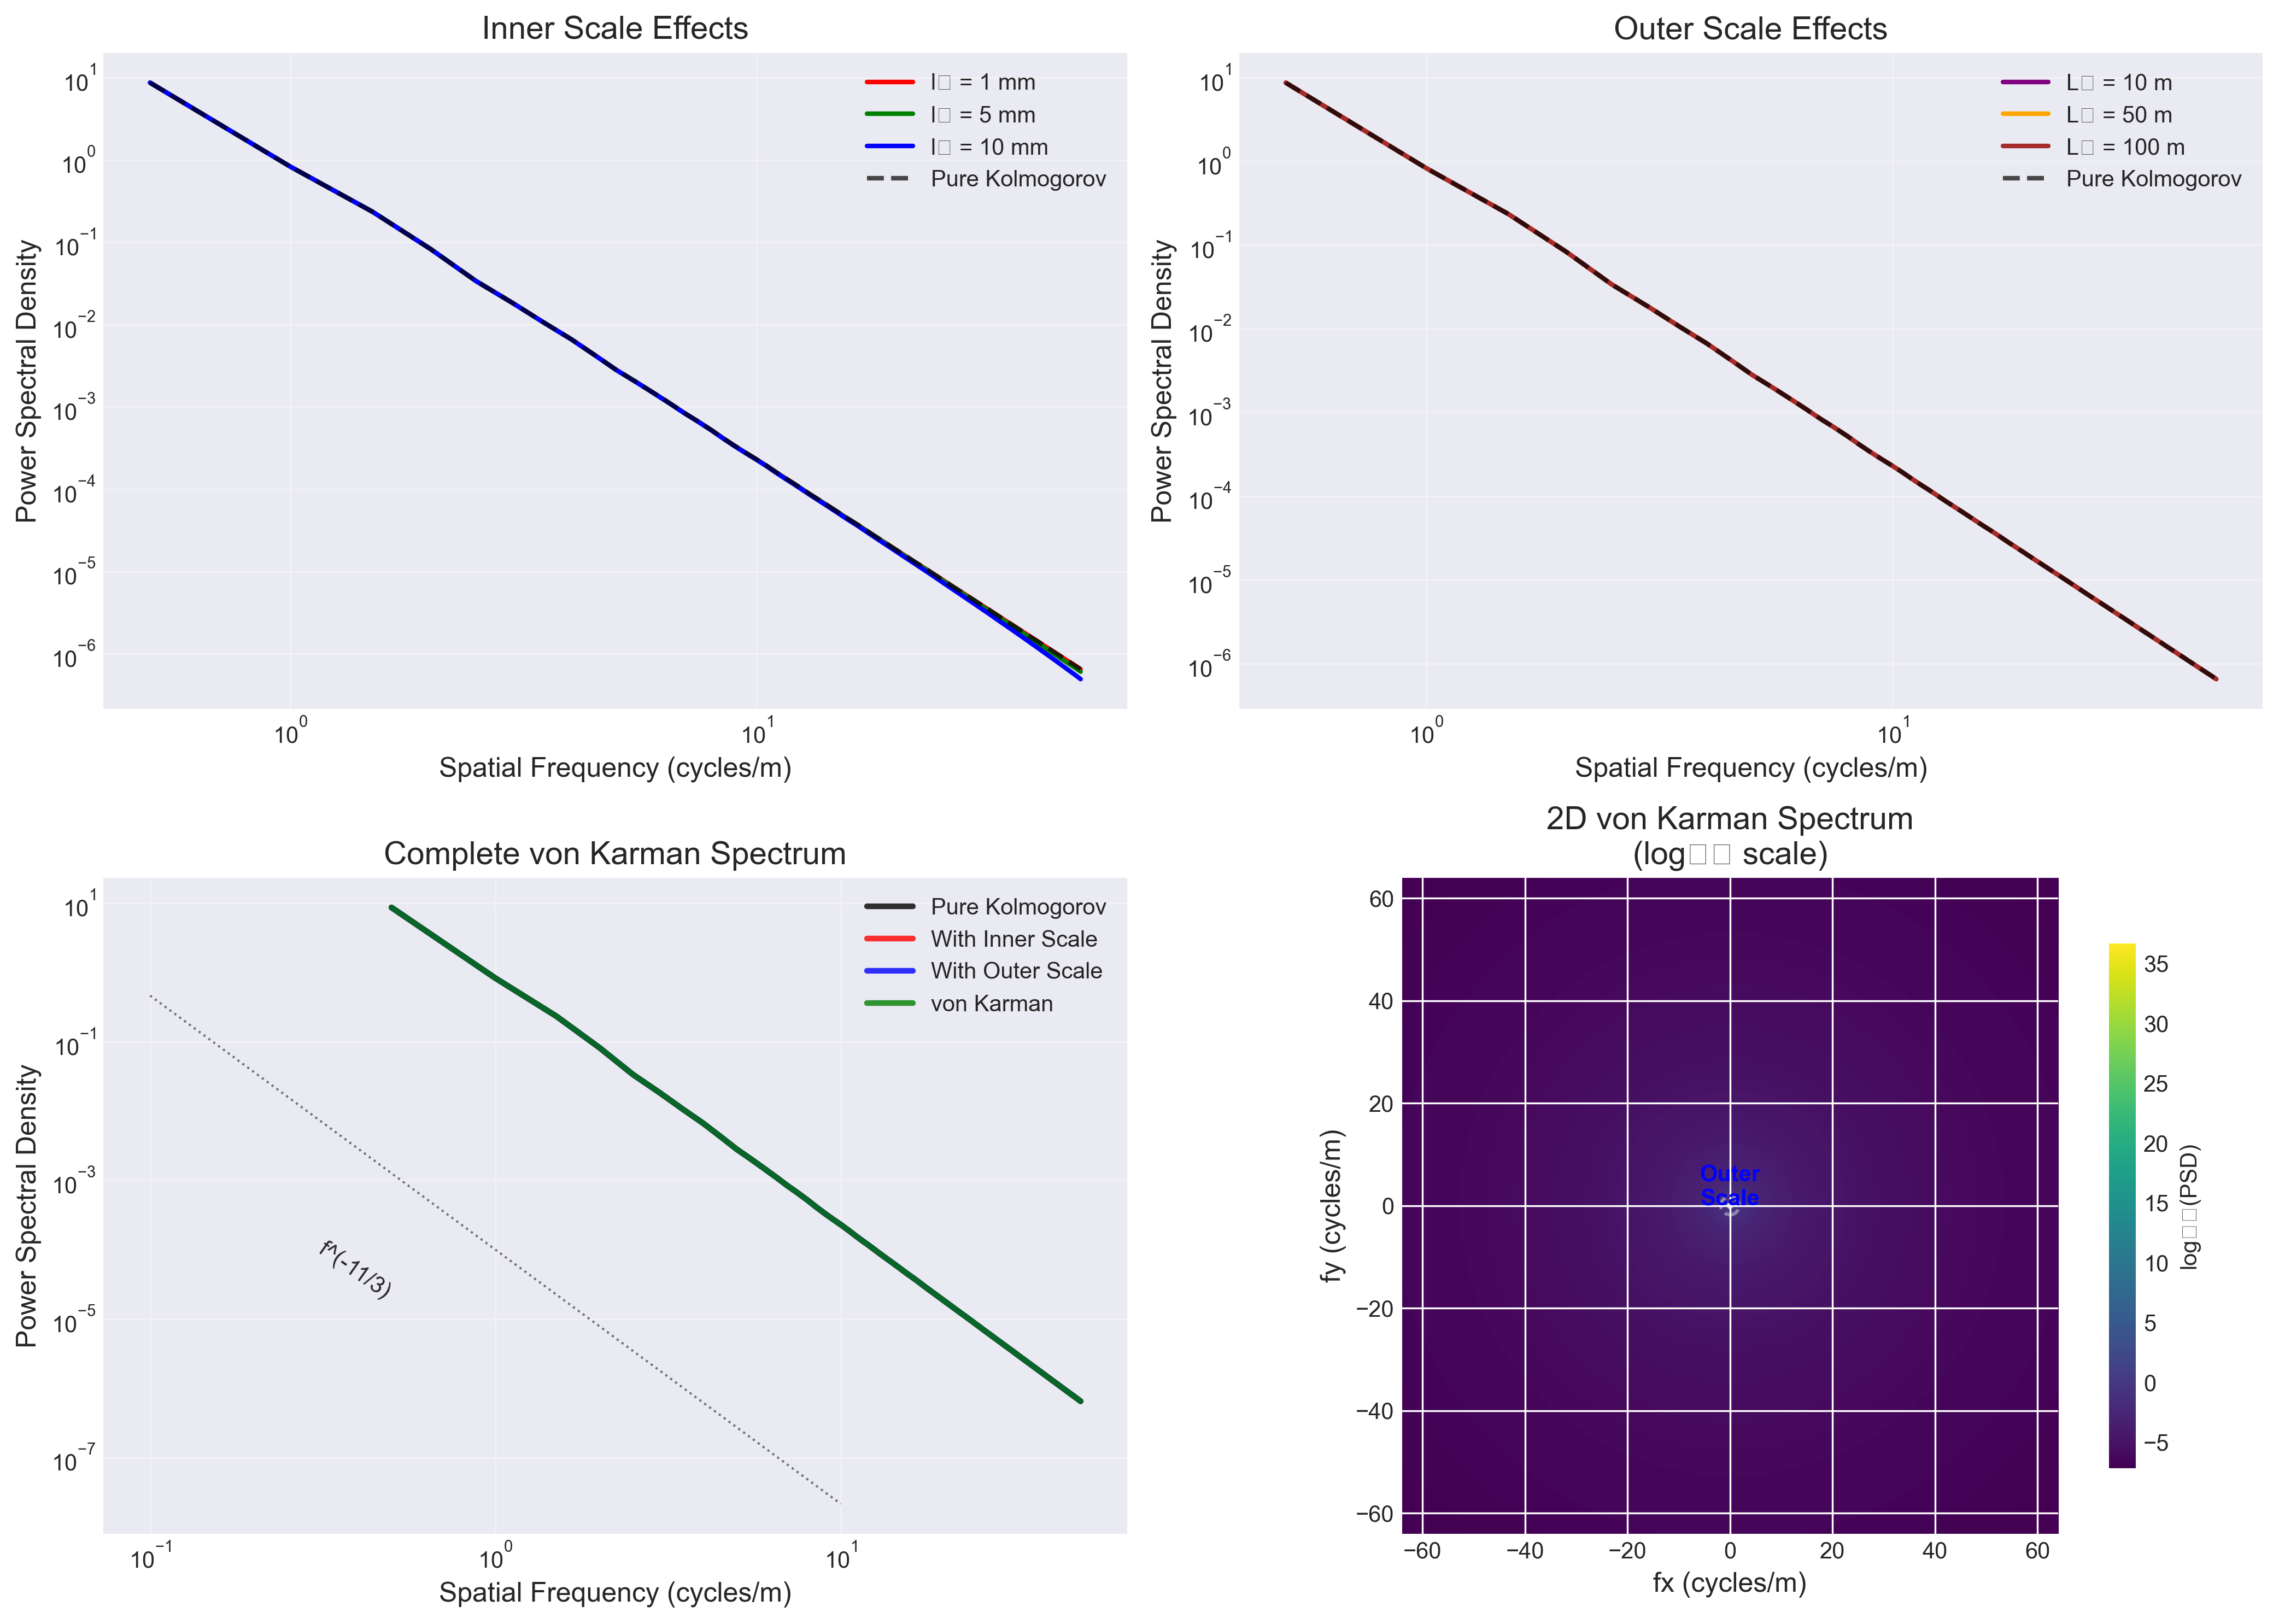 Inner Scale Effects
10^1
10^0
10^−1
10^−2
10^−3
10^−4
10^−5
10^−6
Power Spectral Density
l□ = 1 mm
l□ = 5 mm
l□ = 10 mm
Pure Kolmogorov
10^0
10^1
Spatial Frequency (cycles/m)
Outer Scale Effects
10^1
10^0
10^−1
10^−2
10^−3
10^−4
10^−5
10^−6
Power Spectral Density
L□ = 10 m
L□ = 50 m
L□ = 100 m
Pure Kolmogorov
10^0
10^1
Spatial Frequency (cycles/m)
Complete von Karman Spectrum
10^1
10^−1
10^−3
10^−5
10^−7
Power Spectral Density
Pure Kolmogorov
With Inner Scale
With Outer Scale
von Karman
f^(-11/3)
10^−1
10^0
10^1
Spatial Frequency (cycles/m)
2D von Karman Spectrum
(log□□ scale)
60
40
20
0
−20
−40
−60
fy (cycles/m)
Outer
Scale
−60 −40 −20 0 20 40 60
fx (cycles/m)
35
30
25
20
15
10
5
0
−5
log□□(PSD)